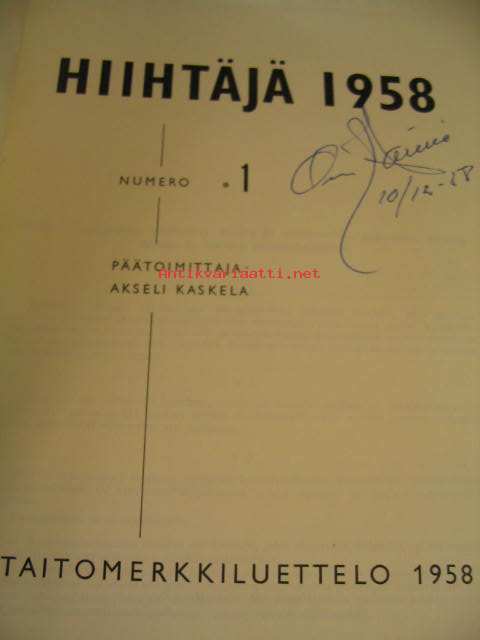 HIIHTÄJÄ 1958
NUMERO . 1
10/12-58
PÄÄTOIMITTAJA:
Antikvariaatti.net
AKSELI KASKELA
TAITOMERKKILUETTELO 1958